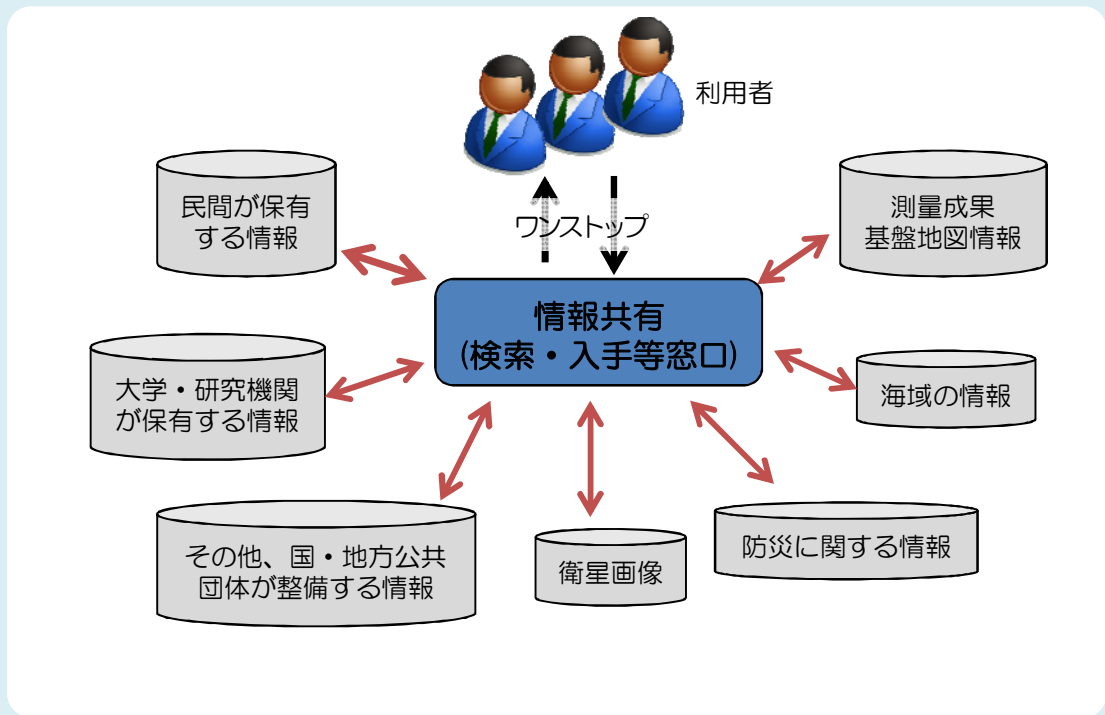 利用者
ワンストップ
民間が保有
する情報
測量成果
基盤地図情報
情報共有
(検索・入手等窓口)
大学・研究機関
が保有する情報
海域の情報
その他、国・地方公共
団体が整備する情報
衛星画像
防災に関する情報